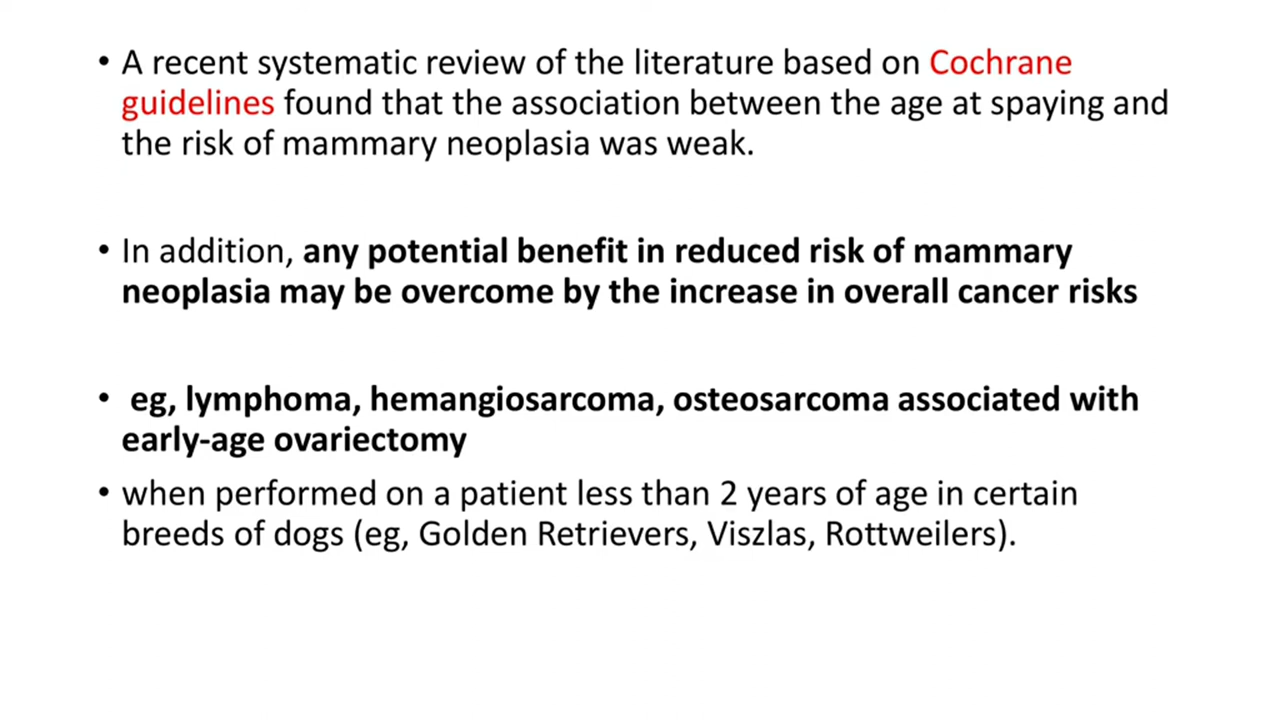 • A recent systematic review of the literature based on Cochrane
guidelines found that the association between the age at spaying and
the risk of mammary neoplasia was weak.
• In addition, any potential benefit in reduced risk of mammary
neoplasia may be overcome by the increase in overall cancer risks
• eg, lymphoma, hemangiosarcoma, osteosarcoma associated with
early-age ovariectomy
• when performed on a patient less than 2 years of age in certain
breeds of dogs (eg, Golden Retrievers, Viszlas, Rottweilers).